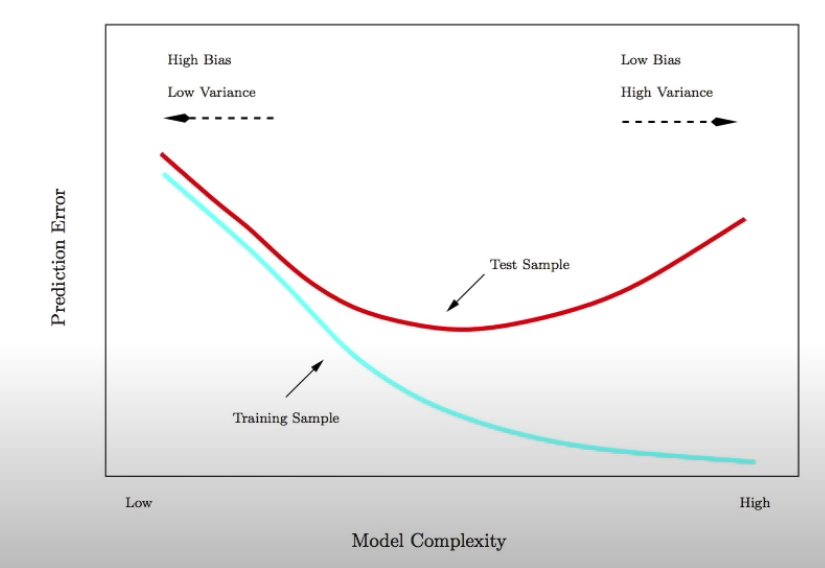 High Bias
Low Variance
Low Bias
High Variance
Prediction Error
Test Sample
Training Sample
Low
High
Model Complexity